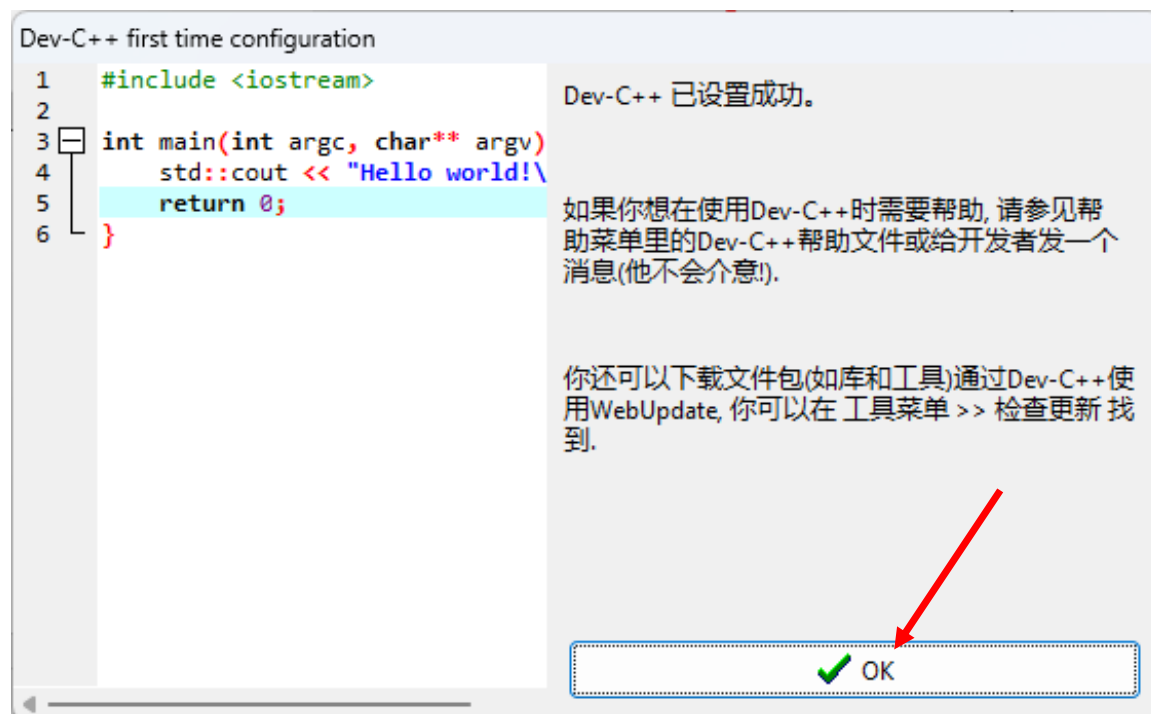 Dev-C++ first time configuration
1 #include <iostream>
2
3 int main(int argc, char** argv)
4 std::cout << "Hello world!\
5 return 0;
6 }
Dev-C++ 已设置成功。
如果你想在使用Dev-C++时需要帮助, 请参见帮
助菜单里的Dev-C++帮助文件或给开发者发一个
消息(他不会介意!).
你还可以下载文件包(如库和工具)通过Dev-C++使
用WebUpdate, 你可以在 工具菜单 >> 检查更新 找
到.
OK